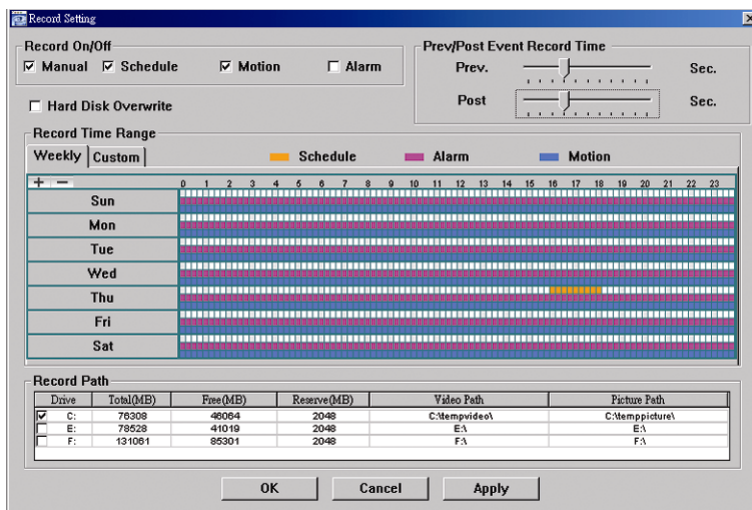 Record Setting
Record On/Off
Manual Schedule Motion Alarm
Prev/Post Event Record Time
Prev. Sec.
Post Sec.
Hard Disk Overwrite
Record Time Range
Weekly Custom Schedule Alarm Motion
+ − 0 1 2 3 4 5 6 7 8 9 10 11 12 13 14 15 16 17 18 19 20 21 22 23
Sun
Mon
Tue
Wed
Thu
Fri
Sat
Record Path
Drive Total(MB) Free(MB) Reserve(MB) Video Path Picture Path
C: 76308 46064 2048 C:\tempvideo\ C:\temppicture\
E: 78528 41019 2048 E:\ E:\
F: 131061 85301 2048 F:\ F:\
OK Cancel Apply